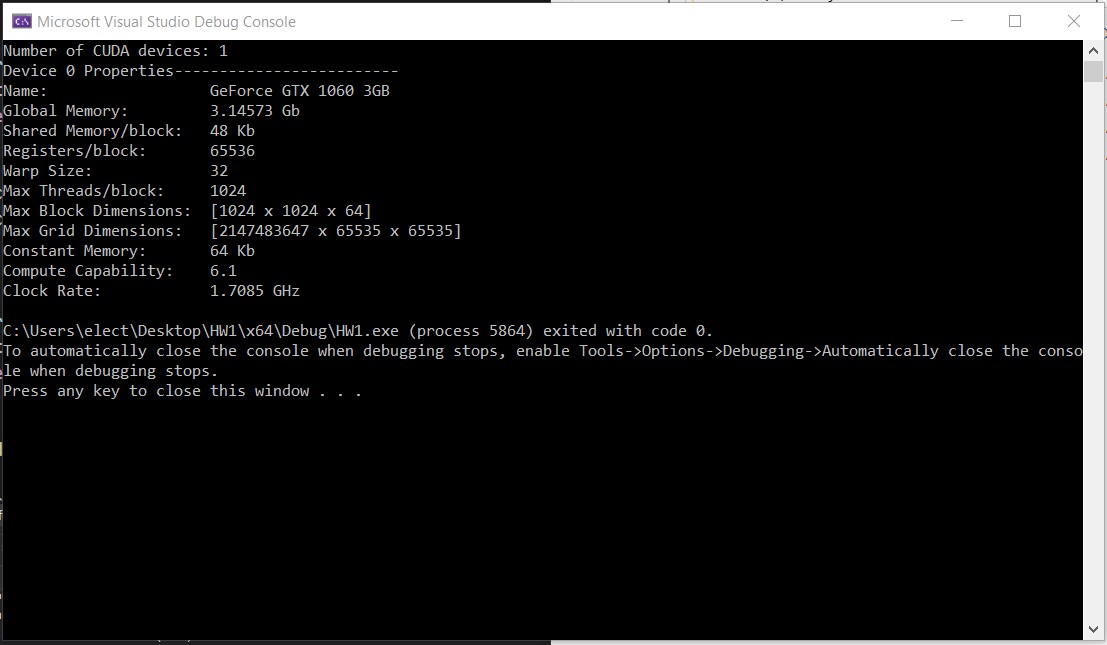 Microsoft Visual Studio Debug Console
Number of CUDA devices: 1
Device 0 Properties-------------------------
Name:                  GeForce GTX 1060 3GB
Global Memory:         3.14573 Gb
Shared Memory/block:   48 Kb
Registers/block:       65536
Warp Size:             32
Max Threads/block:     1024
Max Block Dimensions:  [1024 x 1024 x 64]
Max Grid Dimensions:   [2147483647 x 65535 x 65535]
Constant Memory:       64 Kb
Compute Capability:    6.1
Clock Rate:            1.7085 GHz
C:\Users\elect\Desktop\HW1\x64\Debug\HW1.exe (process 5864) exited with code 0.
To automatically close the console when debugging stops, enable Tools->Options->Debugging->Automatically close the conso
le when debugging stops.
Press any key to close this window . . .